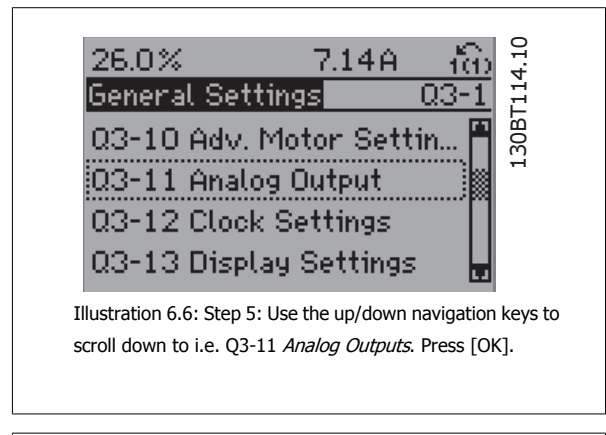 26.0% 7.14A 1(1)
General Settings Q3-1
Q3-10 Adv. Motor Settin...
Q3-11 Analog Output
Q3-12 Clock Settings
Q3-13 Display Settings
130BT114.10
Illustration 6.6: Step 5: Use the up/down navigation keys to
scroll down to i.e. Q3-11 Analog Outputs. Press [OK].